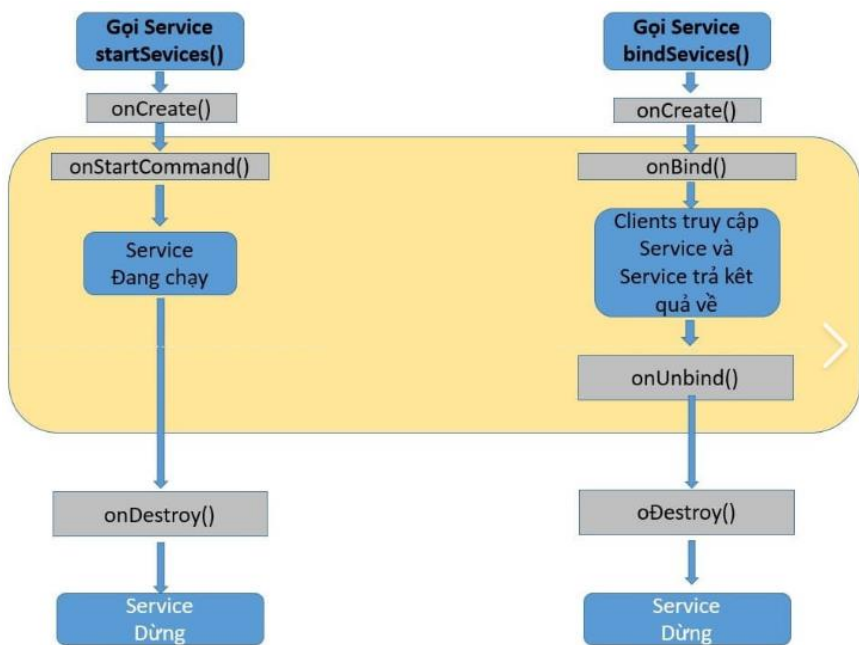 Gọi Service
startSevices()
onCreate()
onStartCommand()
Service
Đang chạy
onDestroy()
Service
Dừng
Gọi Service
bindSevices()
onCreate()
onBind()
Clients truy cập
Service và
Service trả kêt
quả về
onUnbind()
oĐestroy()
Service
Dừng